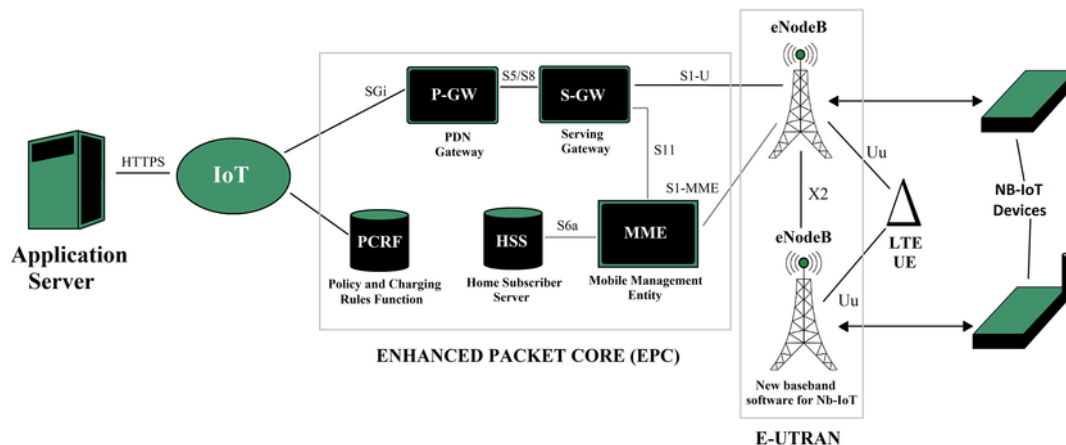 eNodeB
S5/S8
S1-U
SGi
P-GW
S-GW
HTTPS
PDN
Gateway
Serving
Gateway
IoT
S11
Uu
S1-MME
X2
NB-IoT
Devices
Application
Server
PCRF
HSS
S6a
MME
eNodeB
LTE
UE
Policy and Charging
Rules Function
Home Subscriber
Server
Mobile Management
Entity
Uu
ENHANCED PACKET CORE (EPC)
New baseband
software for Nb-IoT
E-UTRAN